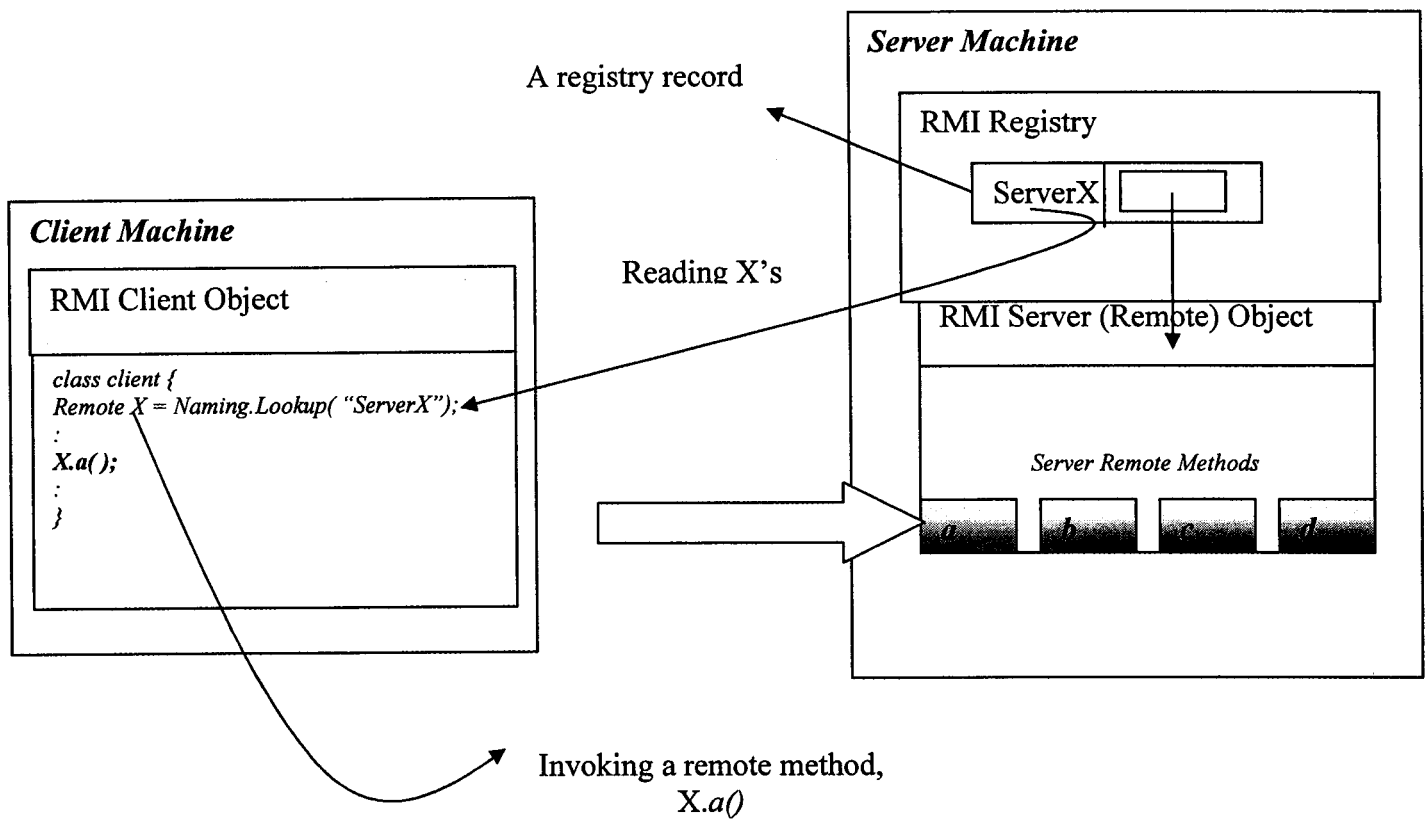 Server Machine
A registry record
RMI Registry
ServerX
Client Machine
Reading X’s
RMI Client Object
RMI Server (Remote) Object
class client {
Remote X = Naming.Lookup( “ServerX”);
:
X.a();
:
}
Server Remote Methods
a b c d
Invoking a remote method,
X.a()